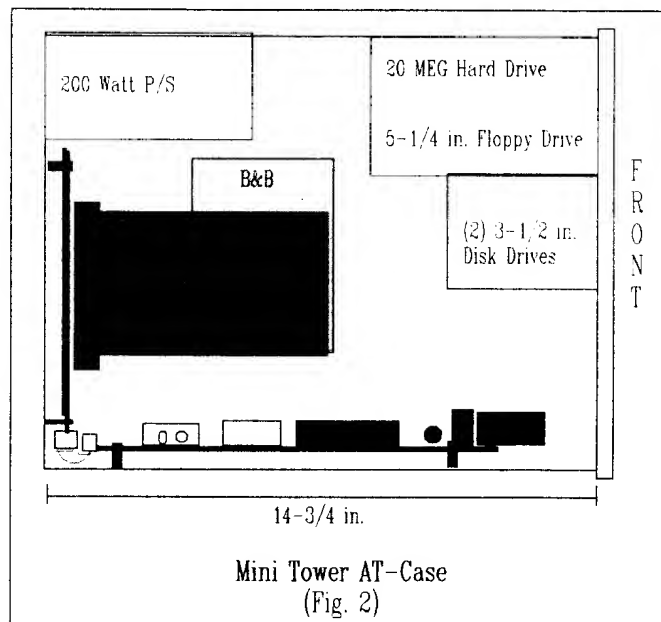 200 Watt P/S
20 MEG Hard Drive
5-1/4 in. Floppy Drive
B&B
(2) 3-1/2 in.
Disk Drives
FRONT
14-3/4 in.
Mini Tower AT-Case
(Fig. 2)